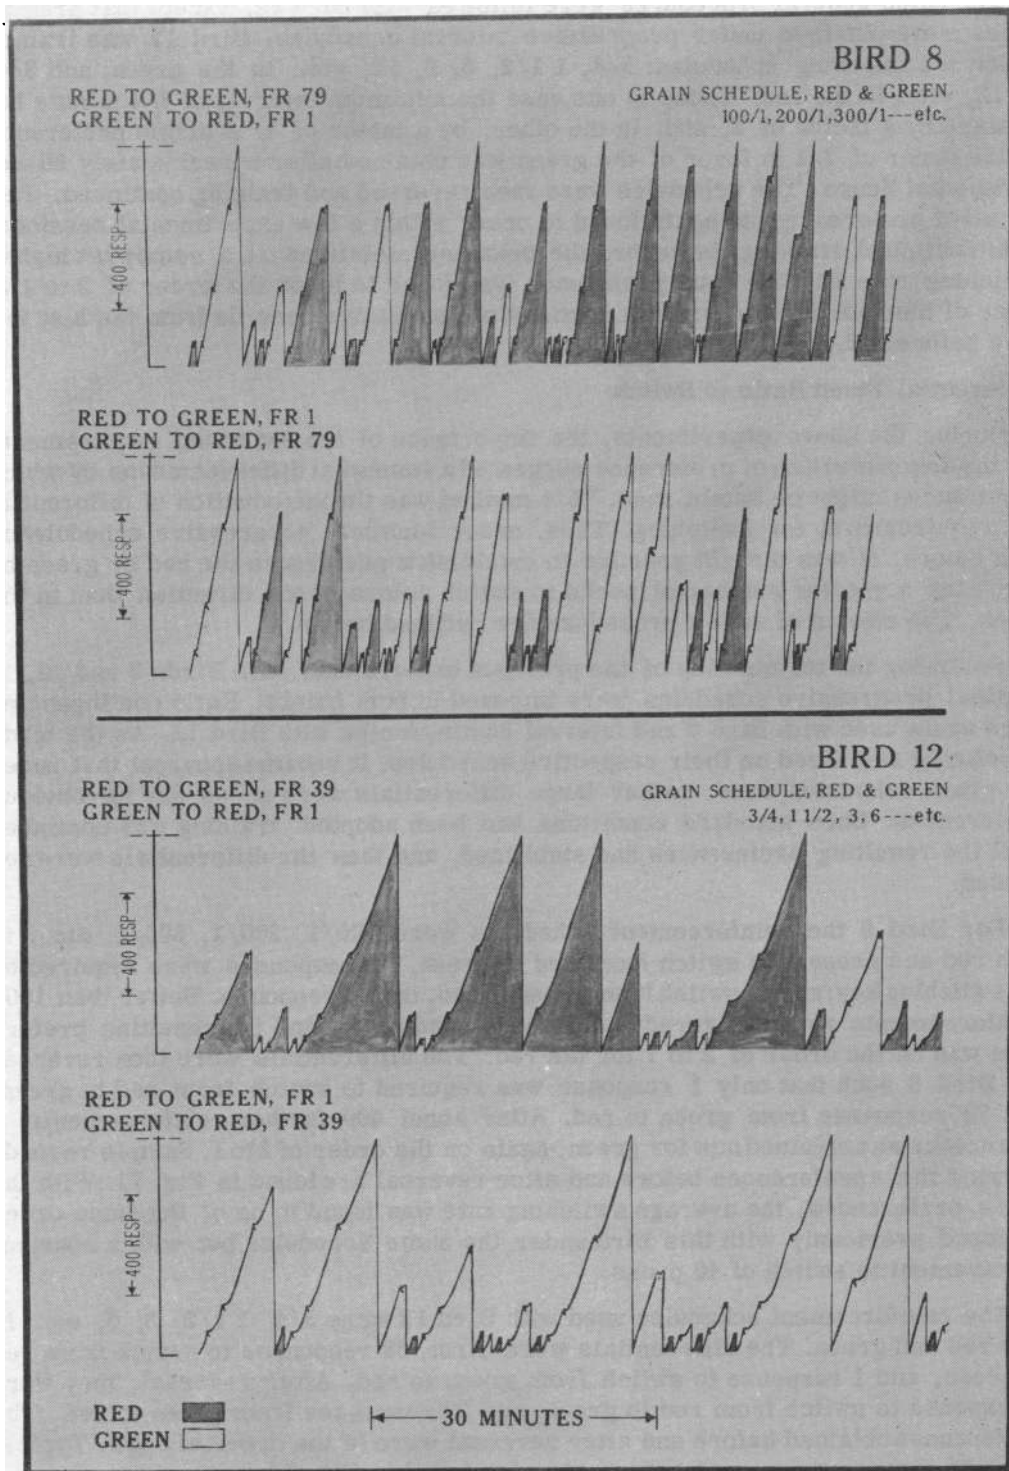 BIRD 8
RED TO GREEN, FR 79
GREEN TO RED, FR 1
GRAIN SCHEDULE, RED & GREEN
100/1, 200/1, 300/1---etc.
400 RESP
RED TO GREEN, FR 1
GREEN TO RED, FR 79
400 RESP
BIRD 12
RED TO GREEN, FR 39
GREEN TO RED, FR 1
GRAIN SCHEDULE, RED & GREEN
3/4, 1 1/2, 3, 6---etc.
400 RESP
RED TO GREEN, FR 1
GREEN TO RED, FR 39
400 RESP
RED
GREEN
30 MINUTES